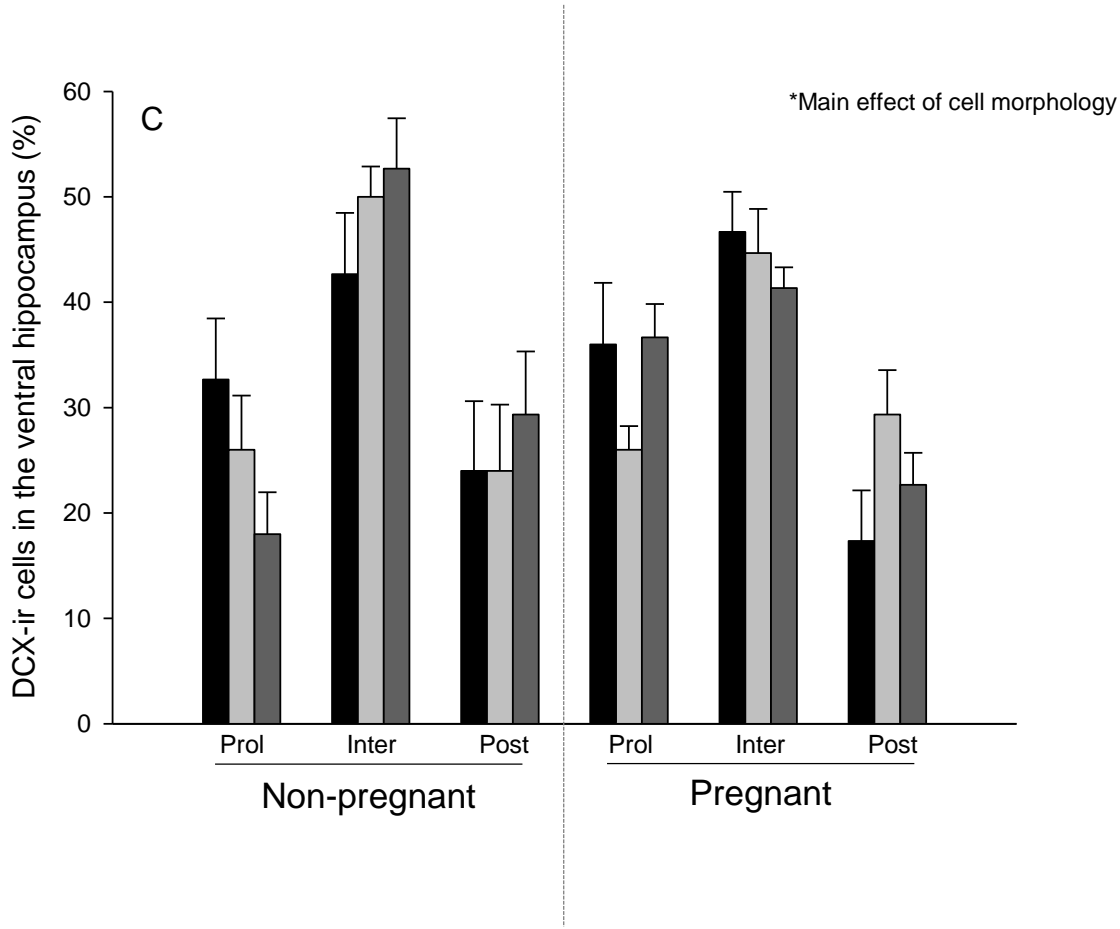 C
*Main effect of cell morphology
DCX-ir cells in the ventral hippocampus (%)
60
50
40
30
20
10
0
Prol Inter Post Prol Inter Post
Non-pregnant Pregnant